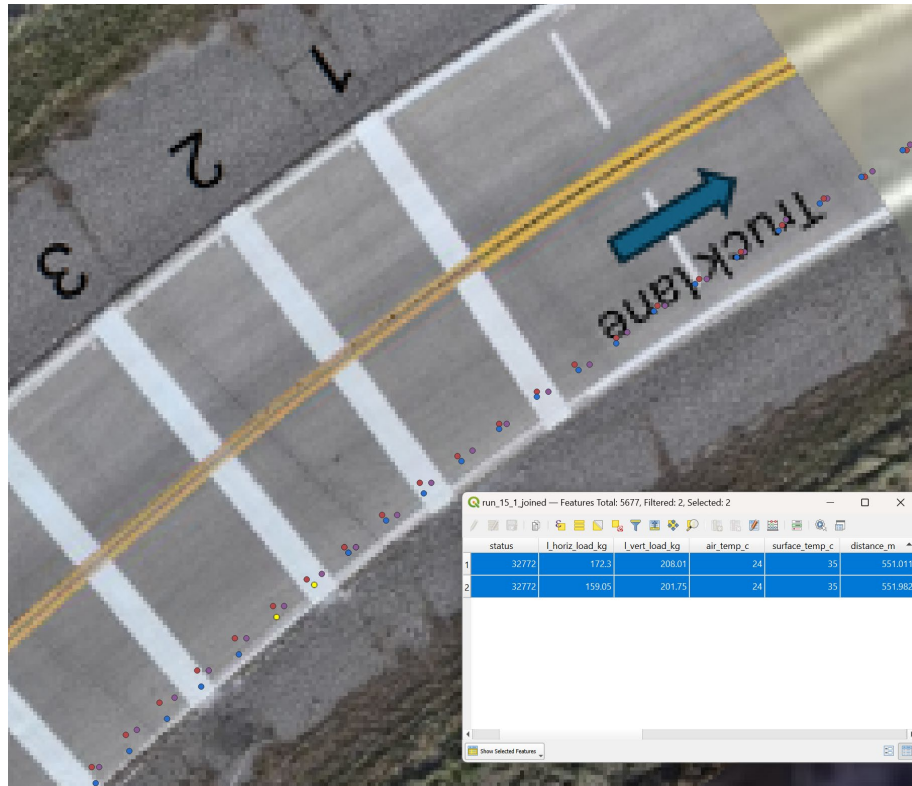 1
2
3
Truck lane
run_15_1_joined — Features Total: 5677, Filtered: 2, Selected: 2
status l_horiz_load_kg l_vert_load_kg air_temp_c surface_temp_c distance_m
1 32772 172.3 208.01 24 35 551.011
2 32772 159.05 201.75 24 35 551.982
Show Selected Features